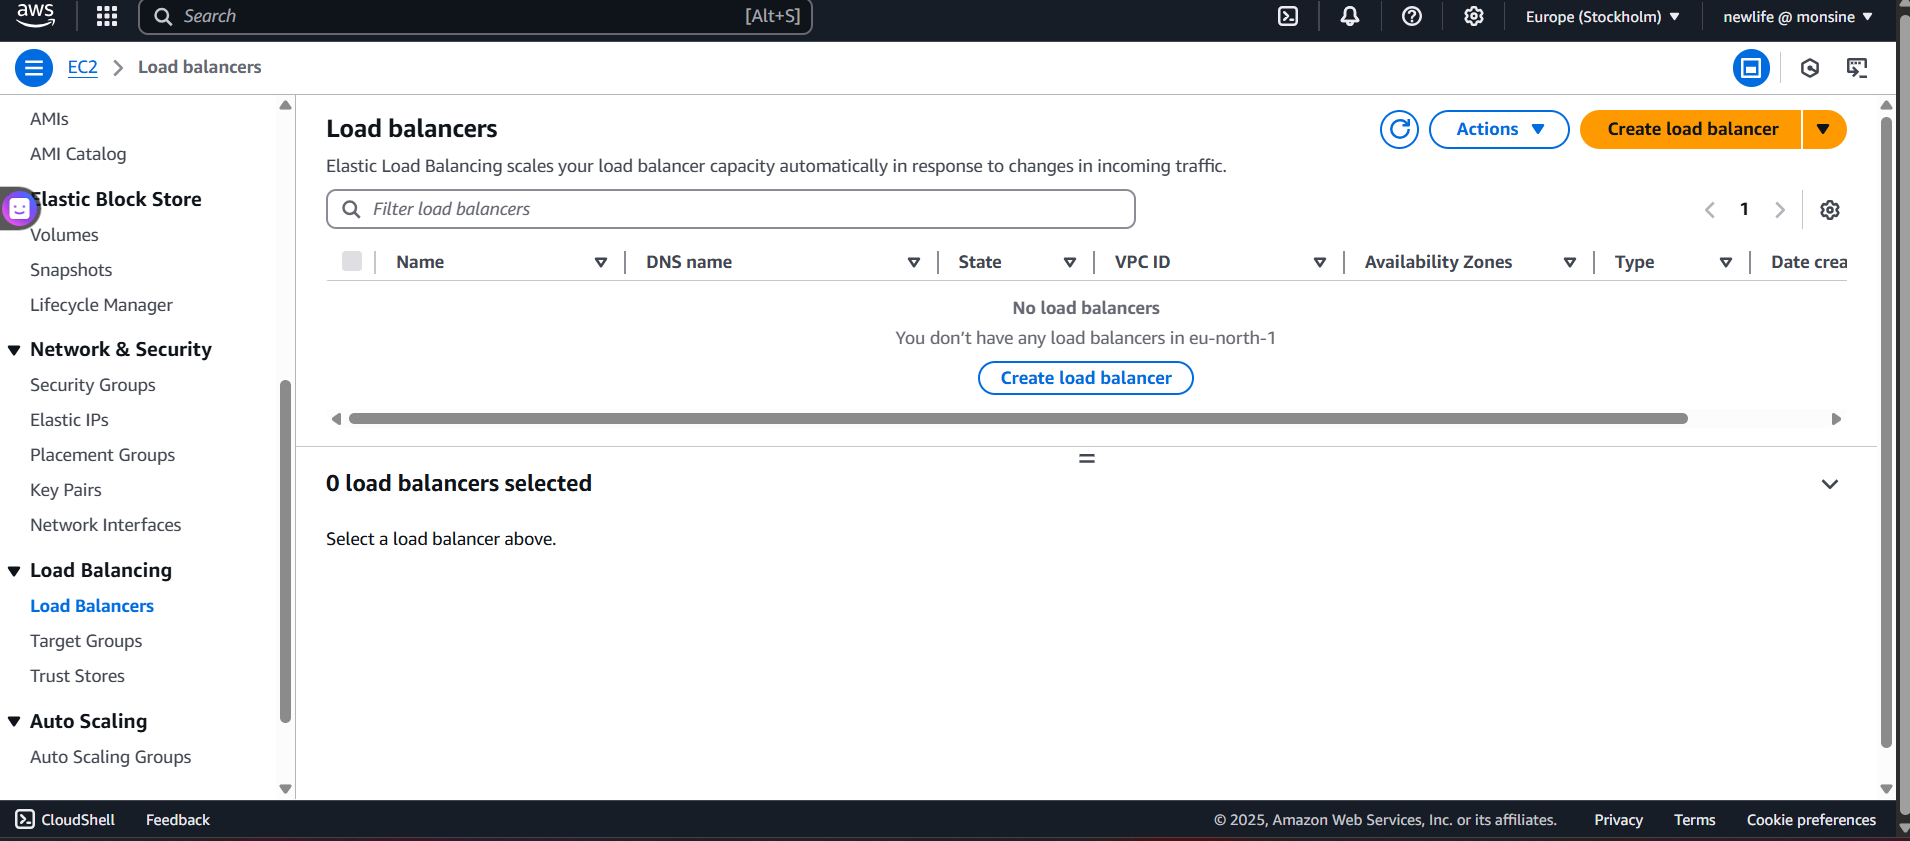 aws
Search [Alt+S]
Europe (Stockholm)
newlife @ monsine
EC2
Load balancers
AMIs
AMI Catalog
Elastic Block Store
Volumes
Snapshots
Lifecycle Manager
Network & Security
Security Groups
Elastic IPs
Placement Groups
Key Pairs
Network Interfaces
Load Balancing
Load Balancers
Target Groups
Trust Stores
Auto Scaling
Auto Scaling Groups
Load balancers
Actions
Create load balancer
Elastic Load Balancing scales your load balancer capacity automatically in response to changes in incoming traffic.
Filter load balancers
1
Name DNS name State VPC ID Availability Zones Type Date crea
No load balancers
You don’t have any load balancers in eu-north-1
Create load balancer
0 load balancers selected
Select a load balancer above.
CloudShell
Feedback
© 2025, Amazon Web Services, Inc. or its affiliates.
Privacy
Terms
Cookie preferences